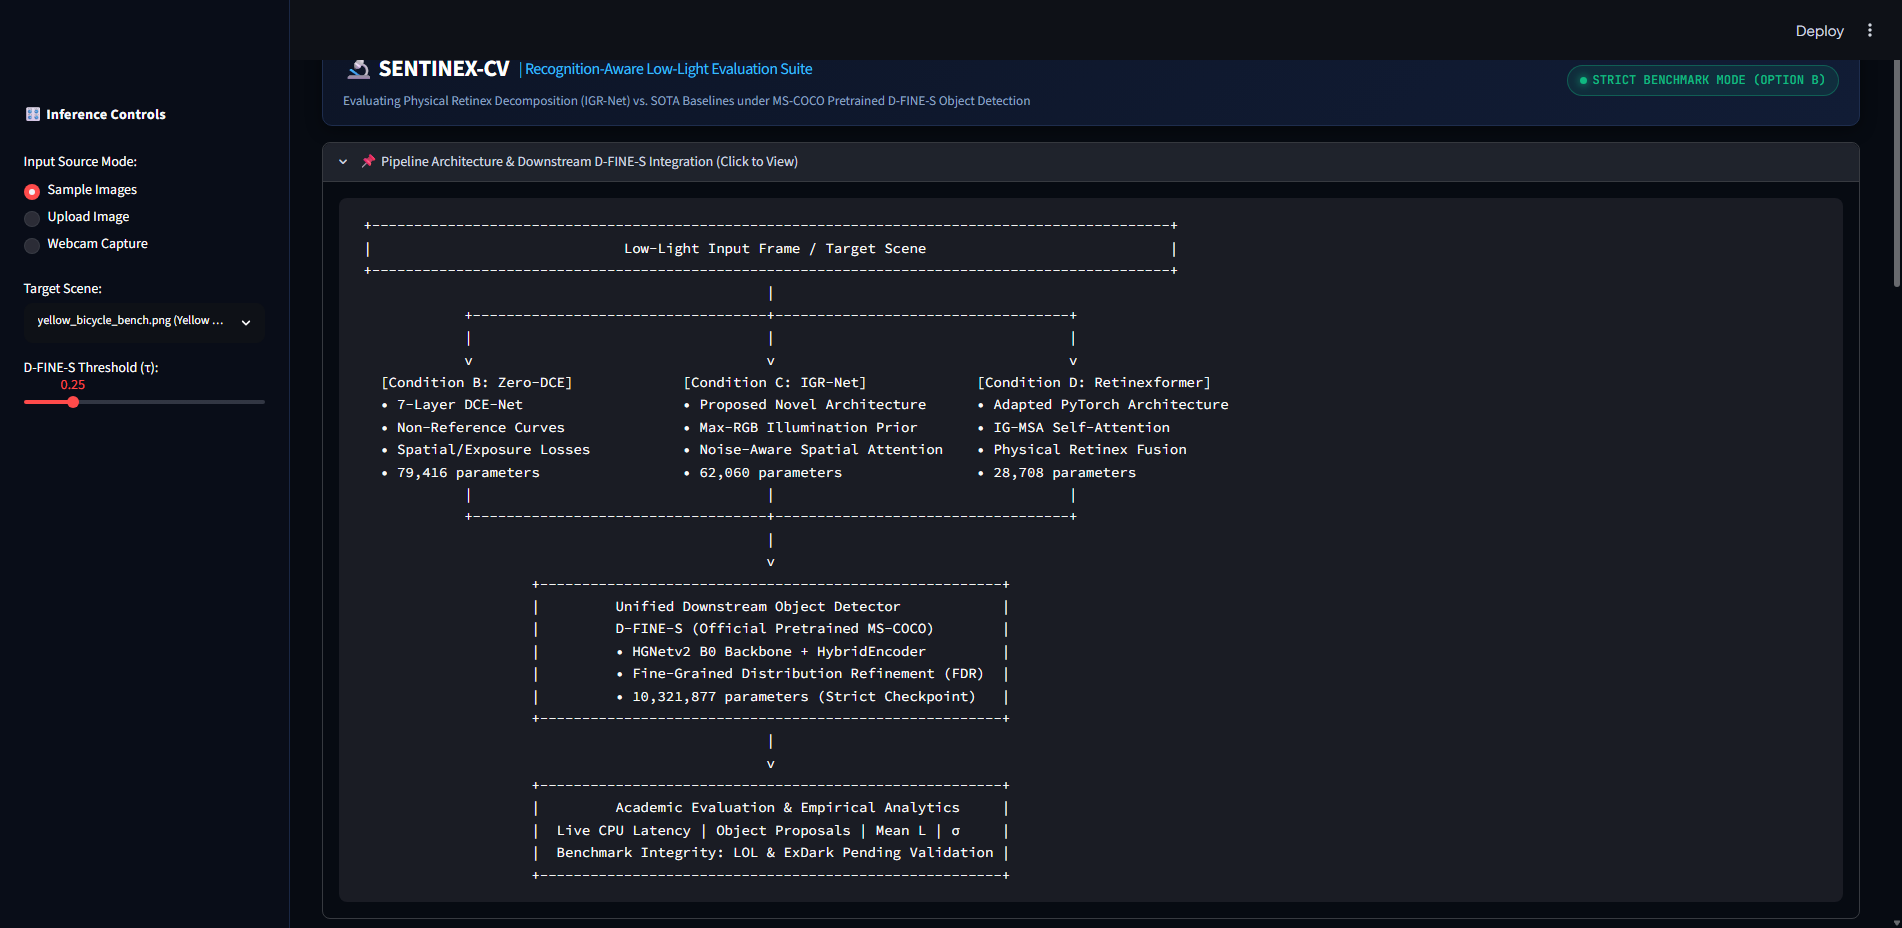 Deploy
SENTINEX-CV | Recognition-Aware Low-Light Evaluation Suite
Evaluating Physical Retinex Decomposition (IGR-Net) vs. SOTA Baselines under MS-COCO Pretrained D-FINE-S Object Detection
STRICT BENCHMARK MODE (OPTION B)
Inference Controls
Input Source Mode:
Sample Images
Upload Image
Webcam Capture
Target Scene:
yellow_bicycle_bench.png (Yellow ...
D-FINE-S Threshold (τ):
0.25
Pipeline Architecture & Downstream D-FINE-S Integration (Click to View)
Low-Light Input Frame / Target Scene
v v v
[Condition B: Zero-DCE] [Condition C: IGR-Net] [Condition D: Retinexformer]
• 7-Layer DCE-Net • Proposed Novel Architecture • Adapted PyTorch Architecture
• Non-Reference Curves • Max-RGB Illumination Prior • IG-MSA Self-Attention
• Spatial/Exposure Losses • Noise-Aware Spatial Attention • Physical Retinex Fusion
• 79,416 parameters • 62,060 parameters • 28,708 parameters
v
Unified Downstream Object Detector
D-FINE-S (Official Pretrained MS-COCO)
• HGNetv2 B0 Backbone + HybridEncoder
• Fine-Grained Distribution Refinement (FDR)
• 10,321,877 parameters (Strict Checkpoint)
v
Academic Evaluation & Empirical Analytics
Live CPU Latency | Object Proposals | Mean L | σ
Benchmark Integrity: LOL & ExDark Pending Validation